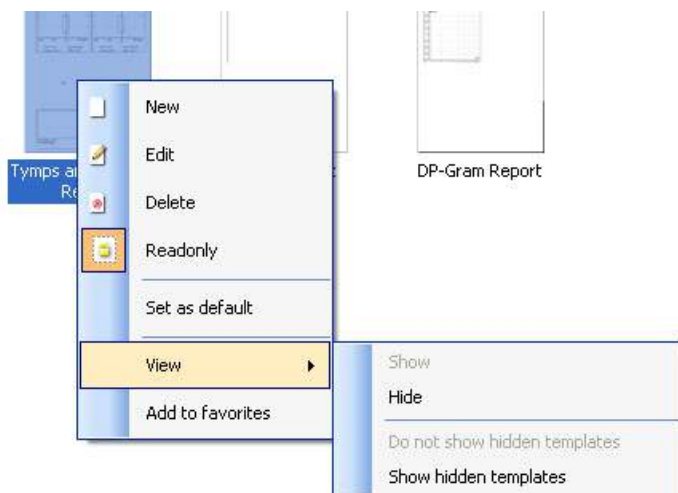 New
Edit
Tymps a
Re
DP-Gram Report
Delete
Readonly
Set as default
View
Show
Hide
Add to favorites
Do not show hidden templates
Show hidden templates